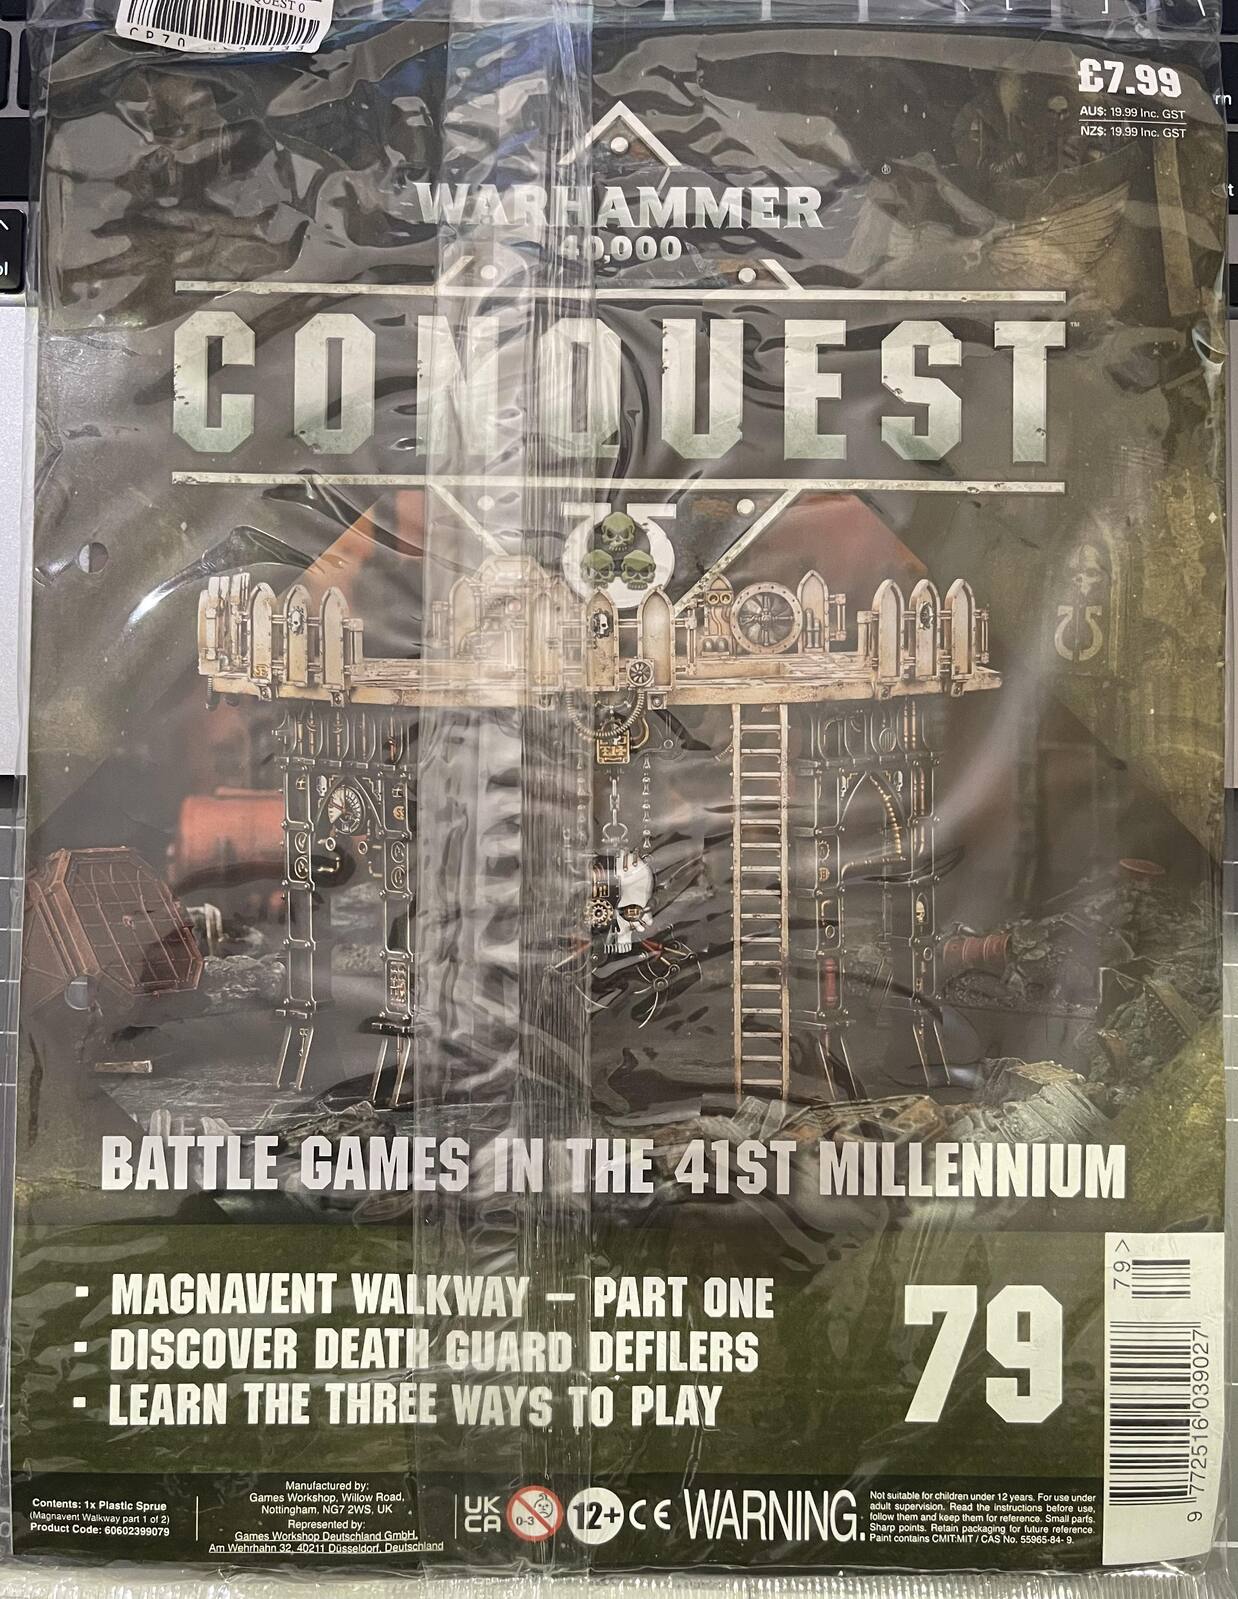 QUEST 0
£7.99
AU$: 19.99 Inc. GST
NZ$: 19.99 Inc. GST
®
WARHAMMER
40,000
CONQUEST™
BATTLE GAMES IN THE 41ST MILLENNIUM
- MAGNAVENT WALKWAY – PART ONE
- DISCOVER DEATH GUARD DEFILERS
- LEARN THE THREE WAYS TO PLAY
79
79>
9 772516 039027
Contents: 1x Plastic Sprue
(Magnavent Walkway part 1 of 2)
Product Code: 60602399079
Manufactured by:
Games Workshop, Willow Road,
Nottingham, NG7 2WS, UK
Represented by:
Games Workshop Deutschland GmbH,
Am Wehrhahn 32, 40211 Düsseldorf, Deutschland
UK
CA
0-3
12+
CE
WARNING.
Not suitable for children under 12 years. For use under
adult supervision. Read the instructions before use,
follow them and keep them for reference. Small parts.
Sharp points. Retain packaging for future reference.
Paint contains CMIT:MIT / CAS No. 55965-84- 9.